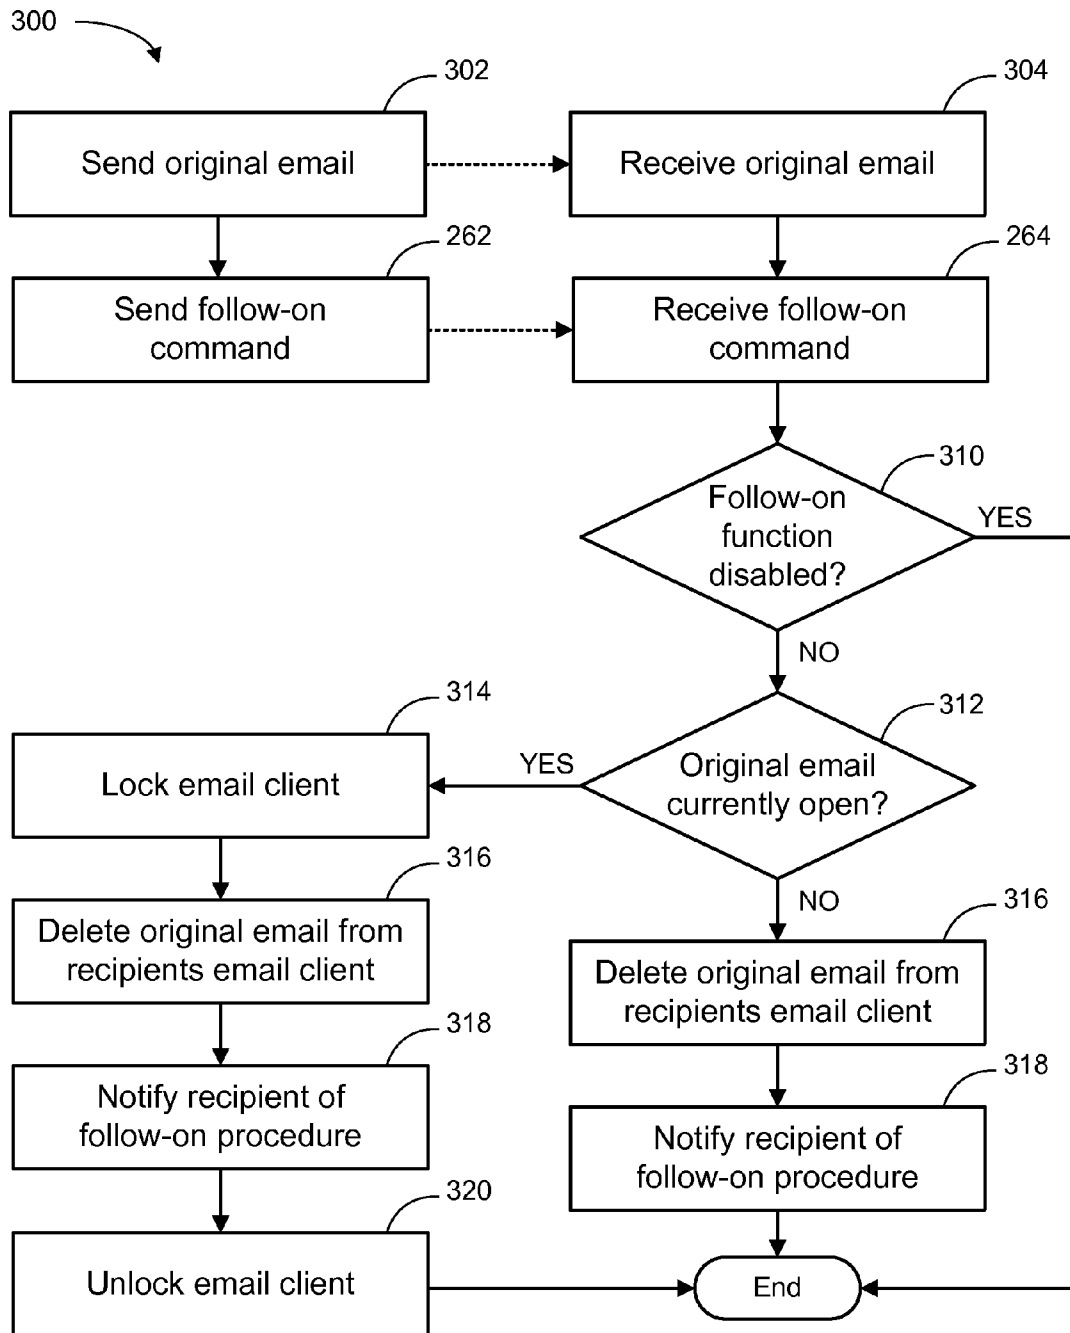 300
302
304
Send original email
Receive original email
262
264
Send follow-on
command
Receive follow-on
command
310
Follow-on
function
disabled?
YES
NO
314
312
Lock email client
YES
Original email
currently open?
316
NO
316
Delete original email from
recipients email client
Delete original email from
recipients email client
318
318
Notify recipient of
follow-on procedure
Notify recipient of
follow-on procedure
320
Unlock email client
End